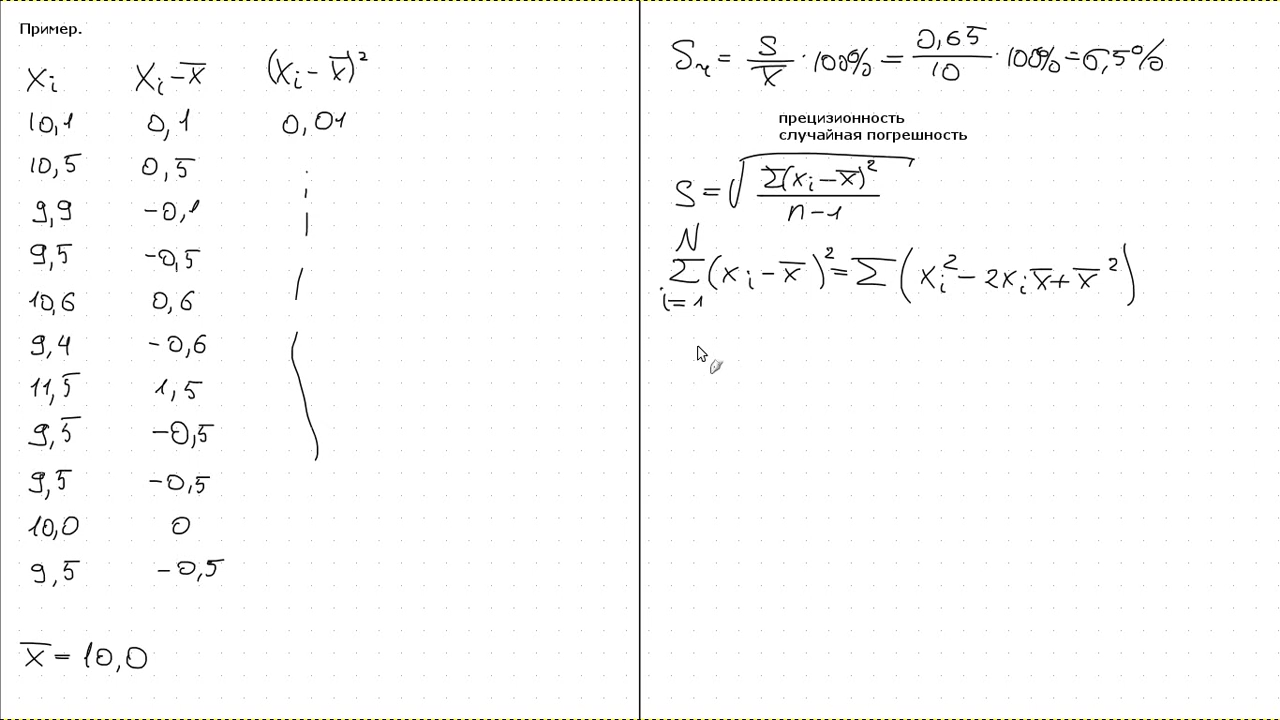 Пример.
xᵢ xᵢ – x̅ (xᵢ – x̅)²
10,1 0,1 0,01
10,5 0,5
9,9 –0,1
9,5 –0,5
10,6 0,6
9,4 –0,6
11,5 1,5
9,5 –0,5
9,5 –0,5
10,0 0
9,5 –0,5
x̅ = 10,0
Sᵣ = S/x̅ · 100% = 0,65/10 · 100% = 6,5%
прецизионность
случайная погрешность
S = √(Σ(xᵢ – x̅)²/(n – 1))
N
Σ (xᵢ – x̅)² = Σ (xᵢ² – 2xᵢx̅ + x̅²)
i=1